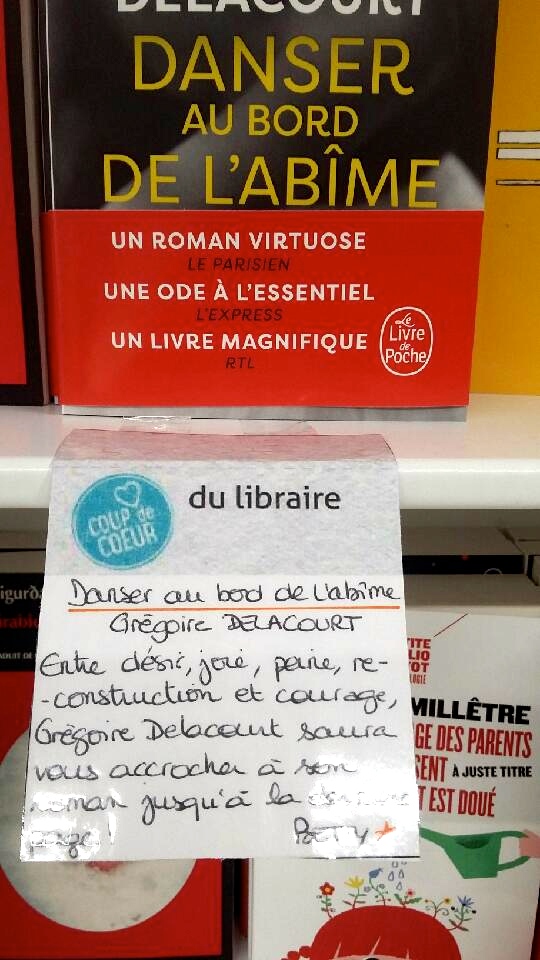 DELACOURT
DANSER
AU BORD
DE L'ABÎME
UN ROMAN VIRTUOSE
LE PARISIEN
UNE ODE À L'ESSENTIEL
L'EXPRESS
UN LIVRE MAGNIFIQUE
RTL
Le
Livre
de
Poche
COUP de
COEUR
du libraire
Danser au bord de l'abîme
Grégoire DELACOURT
Entre désir, joie, peine, re-
-construction et courage,
Grégoire Delacourt saura
vous accrocher à son
roman jusqu'à la dernière
page!
MILLÊTRE
GE DES PARENTS
SENT À JUSTE TITRE
T EST DOUÉ